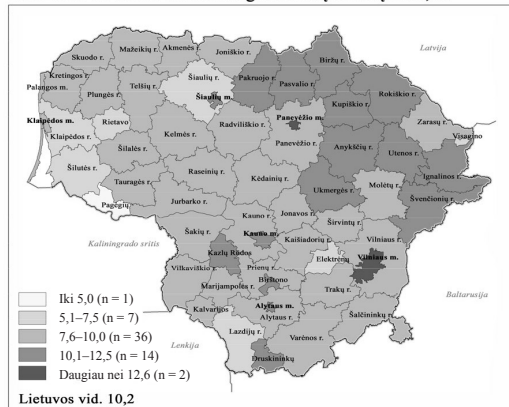 Latvija
Skuodo r.
Mažeikių r.
Akmenės r.
Joniškio r.
Biržų r.
Kretingos r.
Palangos m.
Plungės r.
Telšių r.
Šiaulių r.
Šiaulių m.
Pakruojo r.
Pasvalio r.
Rokiškio r.
Kupiškio r.
Klaipėdos m.
Klaipėdos r.
Rietavo
Kelmės r.
Radviliškio r.
Panevėžio m.
Panevėžio r.
Zarasų r.
Visagino
Šilutės r.
Šilalės r.
Raseinių r.
Kėdainių r.
Anykščių r.
Utenos r.
Ignalinos r.
Tauragės r.
Pagėgių
Jurbarko r.
Ukmergės r.
Molėtų r.
Švenčionių r.
Kaliningrado sritis
Šakių r.
Kauno r.
Kauno m.
Jonavos r.
Širvintų r.
Kaišiadorių r.
Vilniaus r.
Kazlų Rūdos
Vilkaviškio r.
Prienų r.
Elektrėnų
Vilniaus m.
Birštono
Marijampolės r.
Trakų r.
Baltarusija
Kalvarijos
Alytaus m.
Alytaus r.
Šalčininkų r.
Lenkija
Lazdijų r.
Varėnos r.
Druskininkų
Iki 5,0 (n = 1)
5,1–7,5 (n = 7)
7,6–10,0 (n = 36)
10,1–12,5 (n = 14)
Daugiau nei 12,6 (n = 2)
Lietuvos vid. 10,2